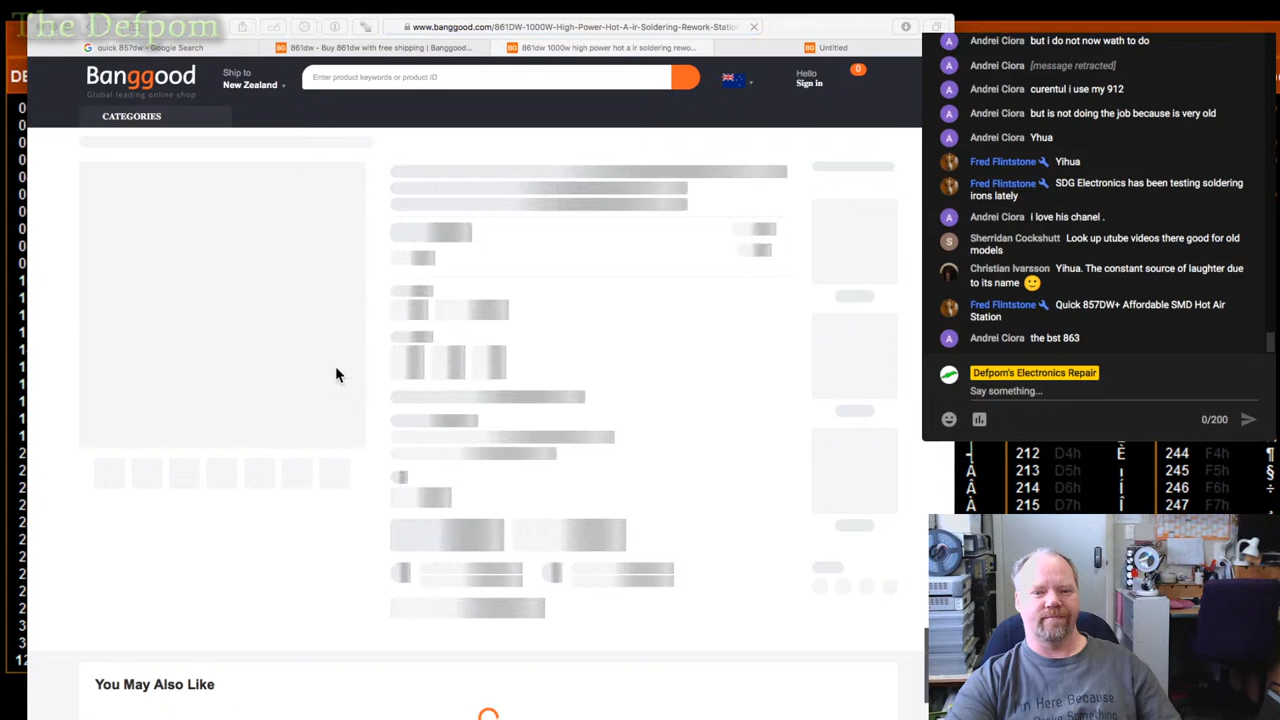 The Defpom
www.banggood.com/861DW-1000W-High-Power-Hot-A-ir-Soldering-Rework-Statio
quick 857dw - Google Search
BG 861dw - Buy 861dw with free shipping | Banggood...
BG 861dw 1000w high power hot a ir soldering rewo...
BG Untitled
Banggood
Global leading online shop
Ship to
New Zealand
Enter product keywords or product ID
Hello
Sign in
0
CATEGORIES
You May Also Like
Andrei Ciora but i do not now wath to do
Andrei Ciora [message retracted]
Andrei Ciora curentul i use my 912
Andrei Ciora but is not doing the job because is very old
Andrei Ciora Yhua
Fred Flintstone Yihua
Fred Flintstone SDG Electronics has been testing soldering
irons lately
Andrei Ciora i love his chanel .
Sherridan Cockshutt Look up utube videos there good for old
models
Christian Ivarsson Yihua. The constant source of laughter due
to its name
Fred Flintstone Quick 857DW+ Affordable SMD Hot Air
Station
Andrei Ciora the bst 863
Defpom's Electronics Repair
Say something...
0/200
212 D4h È 244 F4h ¶
213 D5h 245 F5h §
214 D6h 246 F6h ÷
215 D7h 247 F7h
I'm Here Because